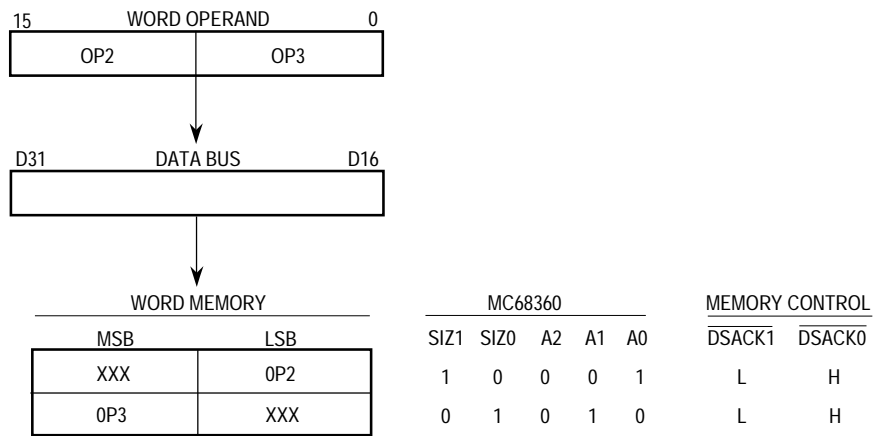 15 WORD OPERAND 0
OP2 OP3
D31 DATA BUS D16
WORD MEMORY MC68360 MEMORY CONTROL
MSB LSB SIZ1 SIZ0 A2 A1 A0 DSACK1 DSACK0
XXX 0P2 1 0 0 0 1 L H
0P3 XXX 0 1 0 1 0 L H